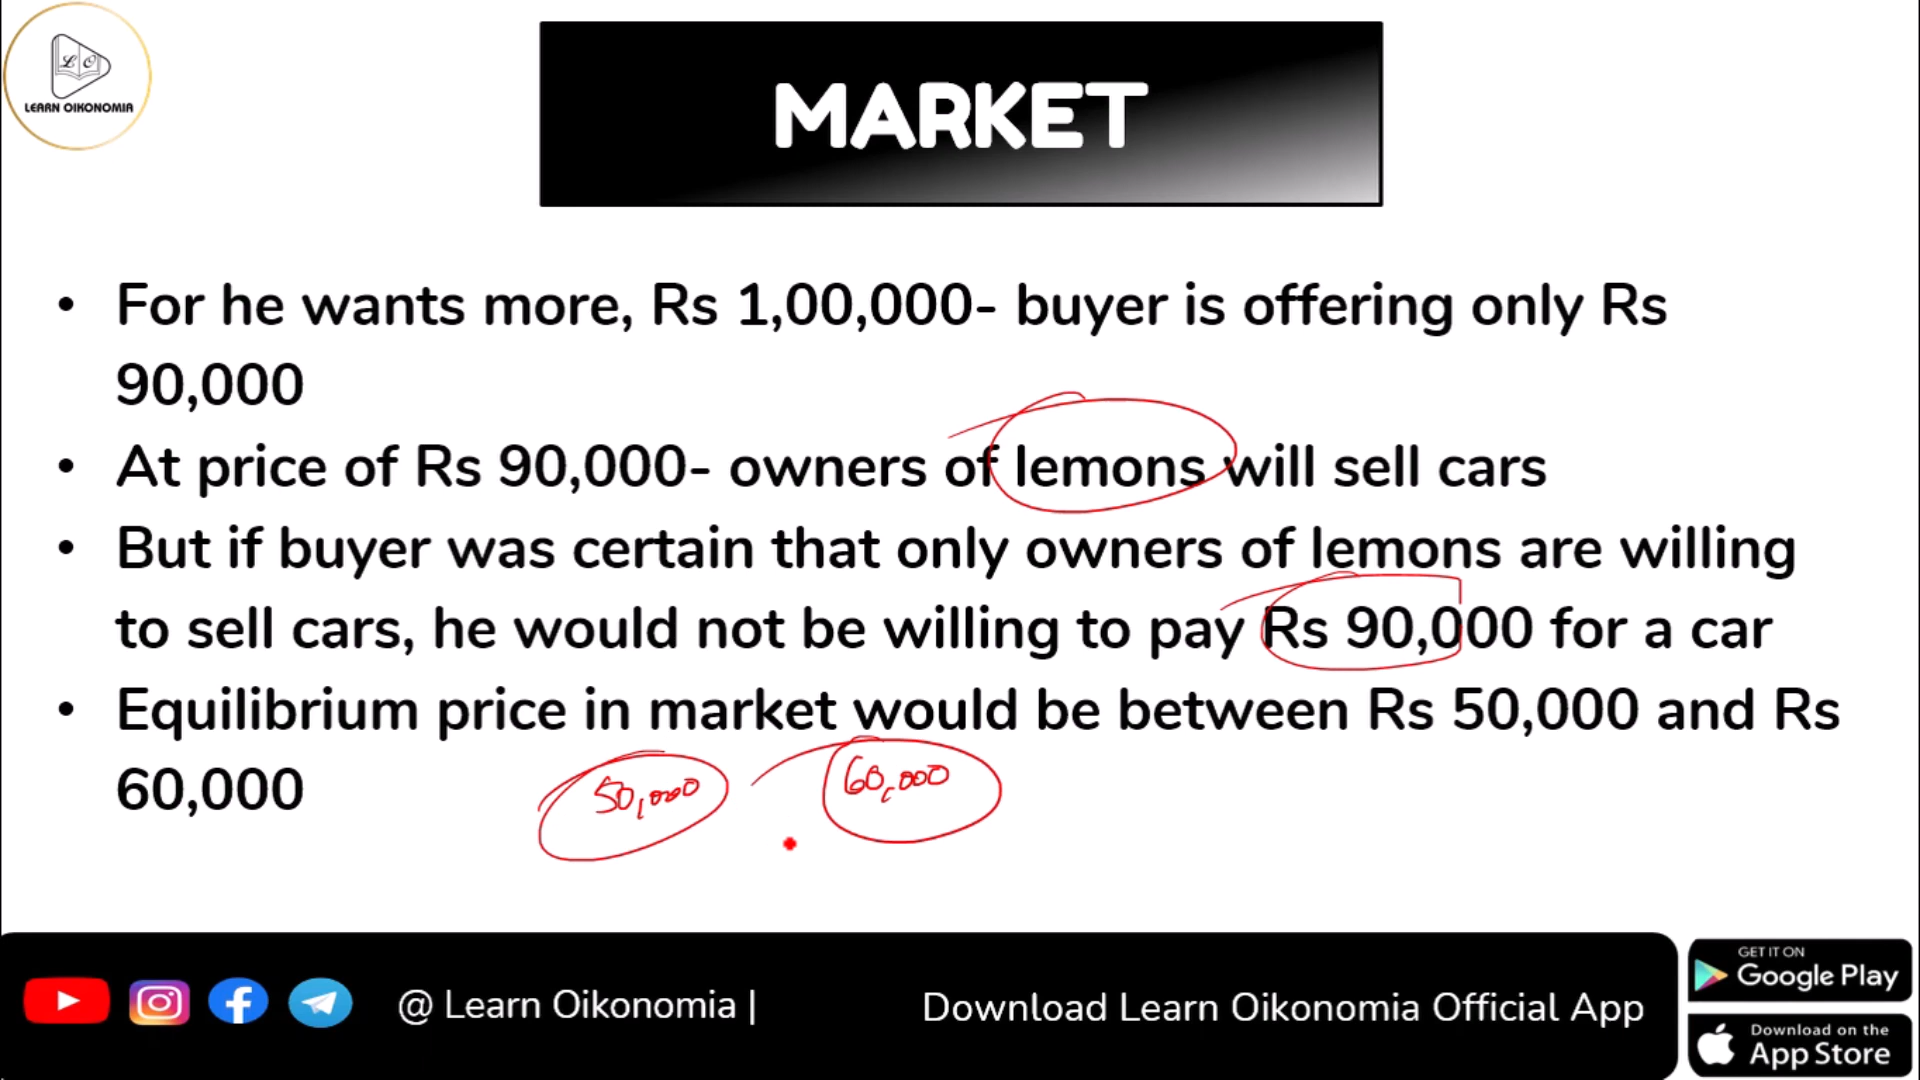 LO
LEARN OIKONOMIA
MARKET
• For he wants more, Rs 1,00,000- buyer is offering only Rs
90,000
• At price of Rs 90,000- owners of lemons will sell cars
• But if buyer was certain that only owners of lemons are willing
to sell cars, he would not be willing to pay Rs 90,000 for a car
• Equilibrium price in market would be between Rs 50,000 and Rs
60,000
50,000 60,000
@ Learn Oikonomia | Download Learn Oikonomia Official App
GET IT ON
Google Play
Download on the
App Store